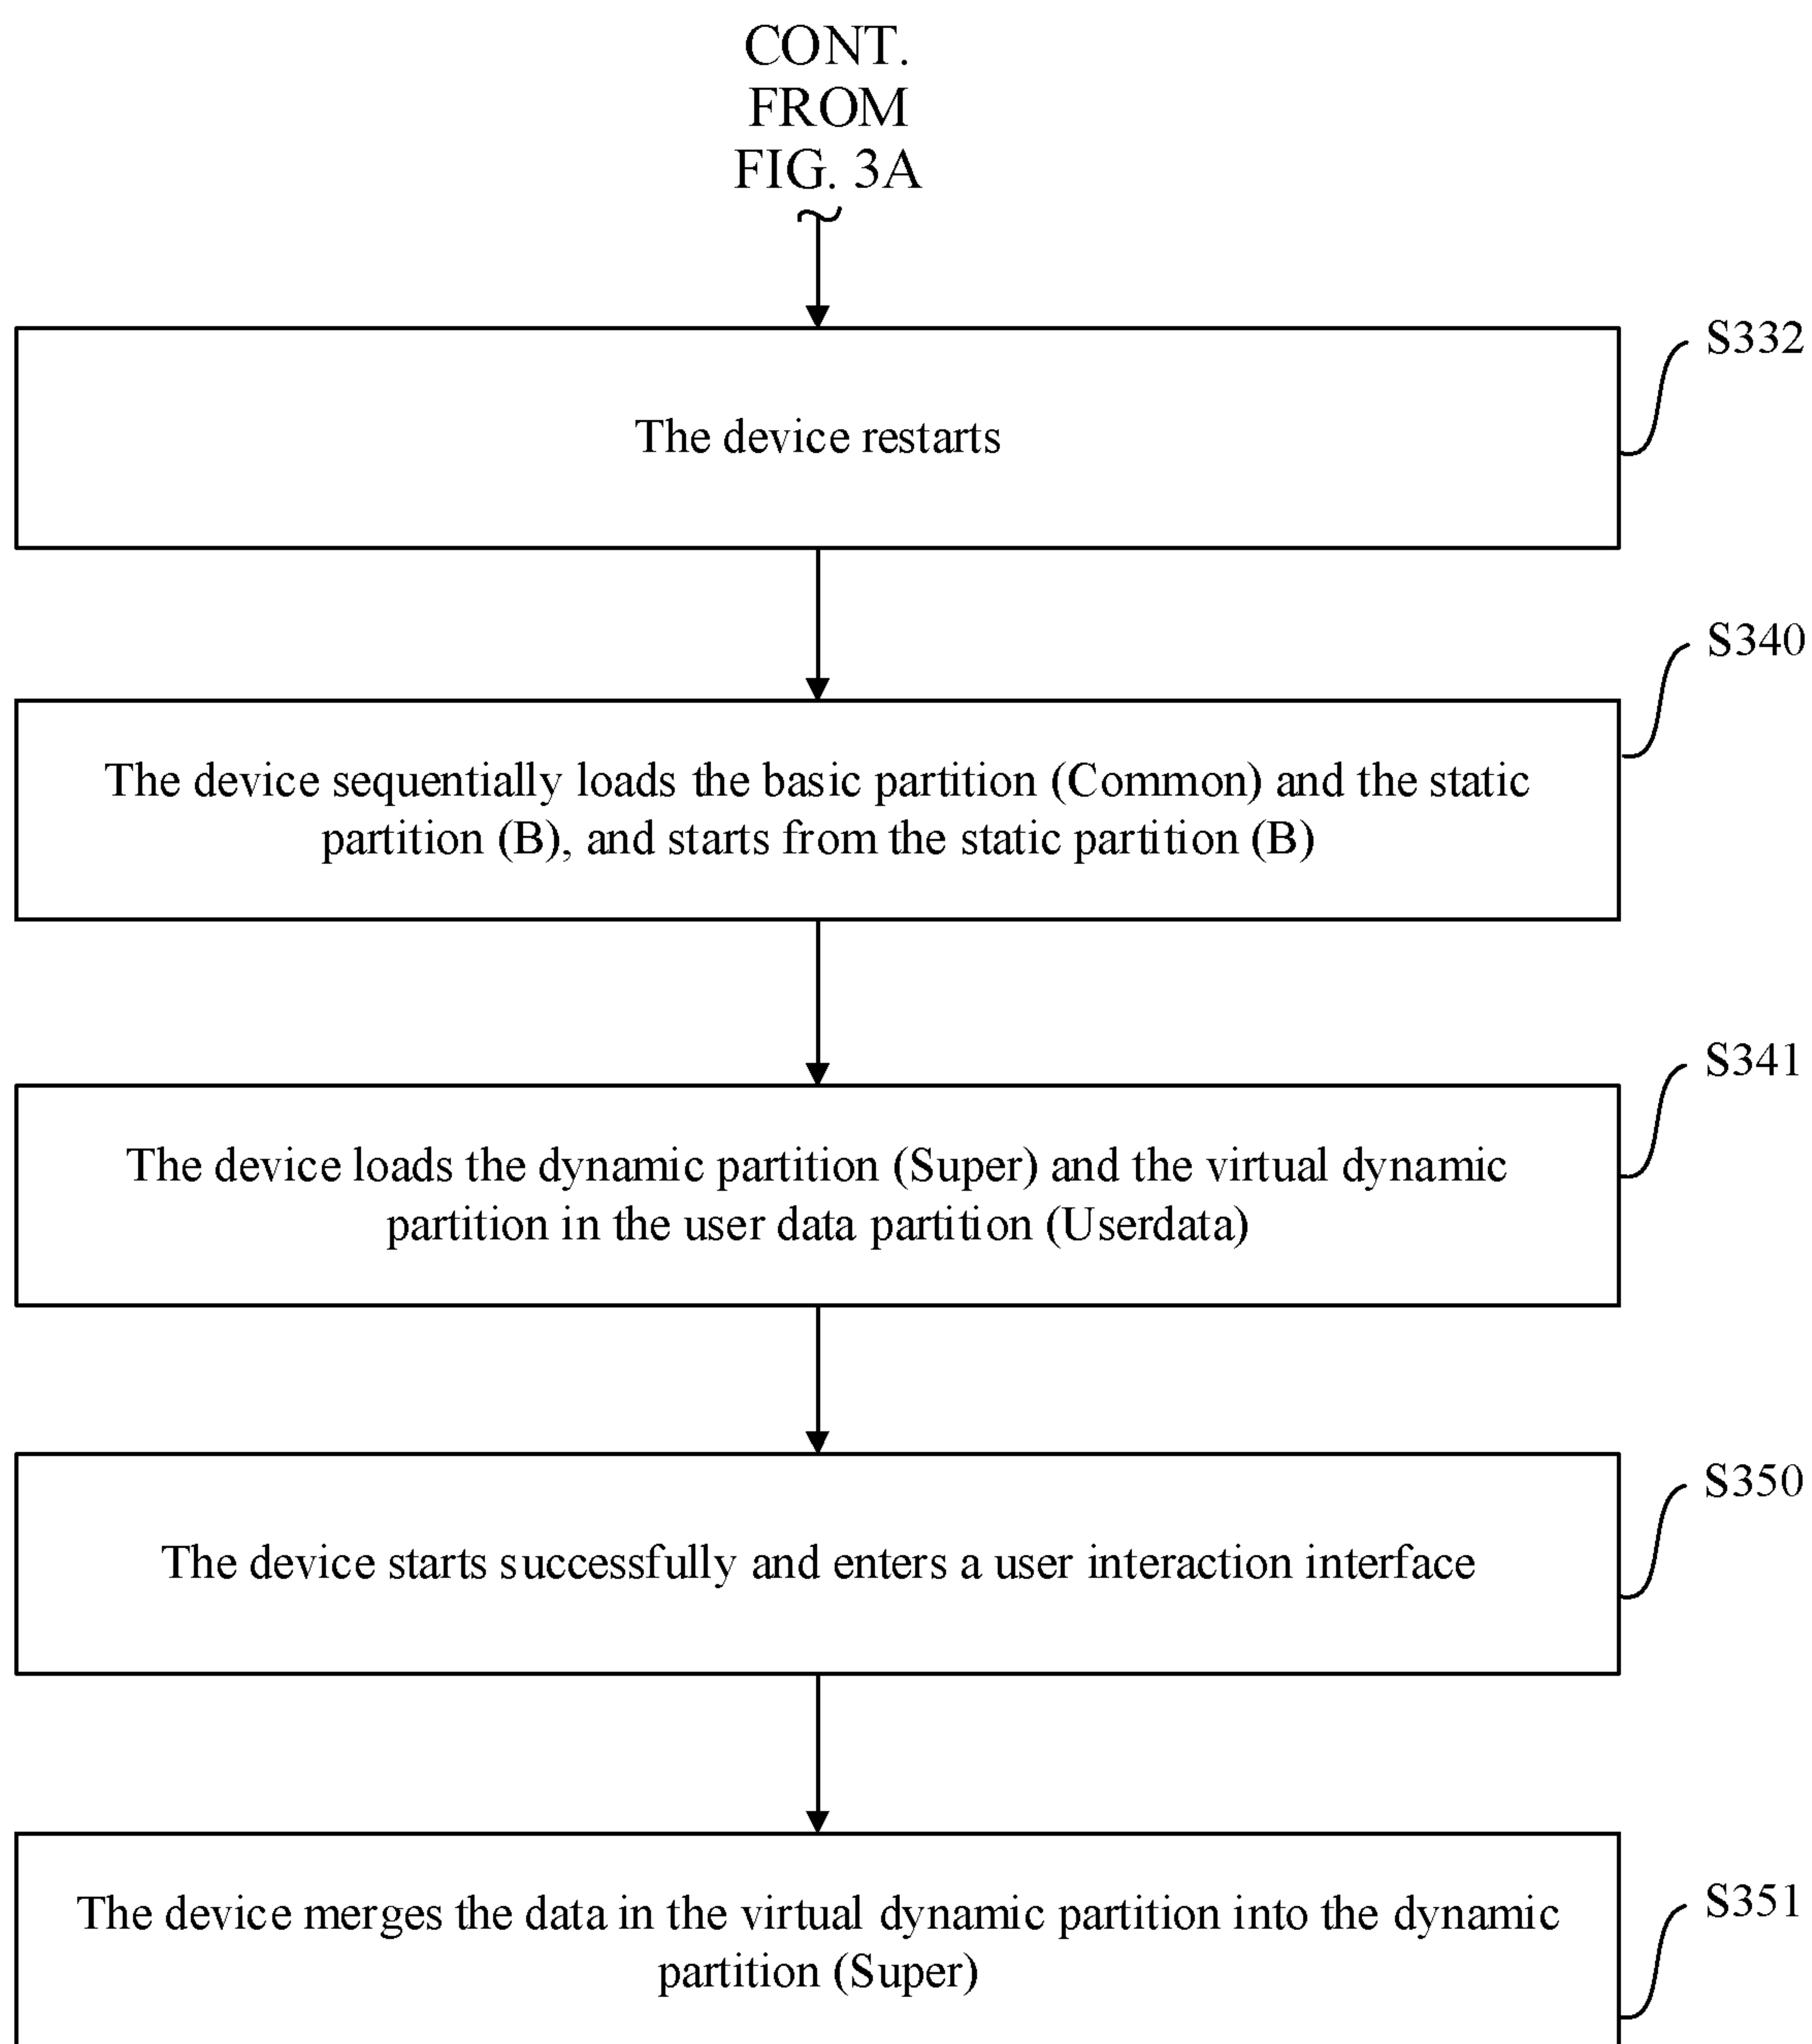 CONT.
FROM
FIG. 3A
S332
The device restarts
S340
The device sequentially loads the basic partition (Common) and the static
partition (B), and starts from the static partition (B)
S341
The device loads the dynamic partition (Super) and the virtual dynamic
partition in the user data partition (Userdata)
S350
The device starts successfully and enters a user interaction interface
S351
The device merges the data in the virtual dynamic partition into the dynamic
partition (Super)